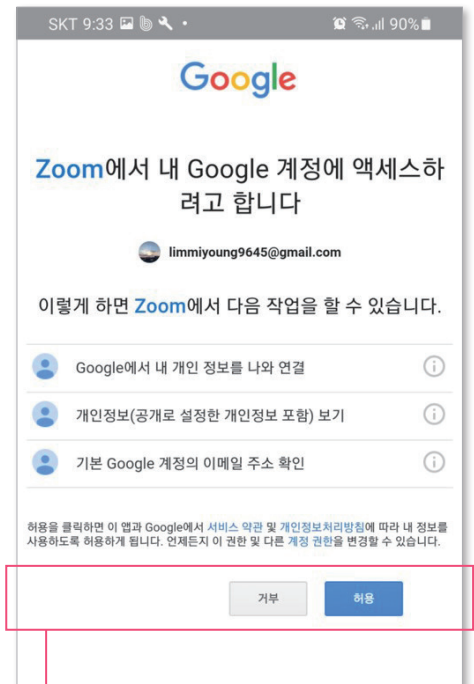 SKT 9:33
90%
Google
Zoom에서 내 Google 계정에 액세스하
려고 합니다
limmiyoung9645@gmail.com
이렇게 하면 Zoom에서 다음 작업을 할 수 있습니다.
Google에서 내 개인 정보를 나와 연결
개인정보(공개로 설정한 개인정보 포함) 보기
기본 Google 계정의 이메일 주소 확인
허용을 클릭하면 이 앱과 Google에서 서비스 약관 및 개인정보처리방침에 따라 내 정보를
사용하도록 허용하게 됩니다. 언제든지 이 권한 및 다른 계정 권한을 변경할 수 있습니다.
거부
허용